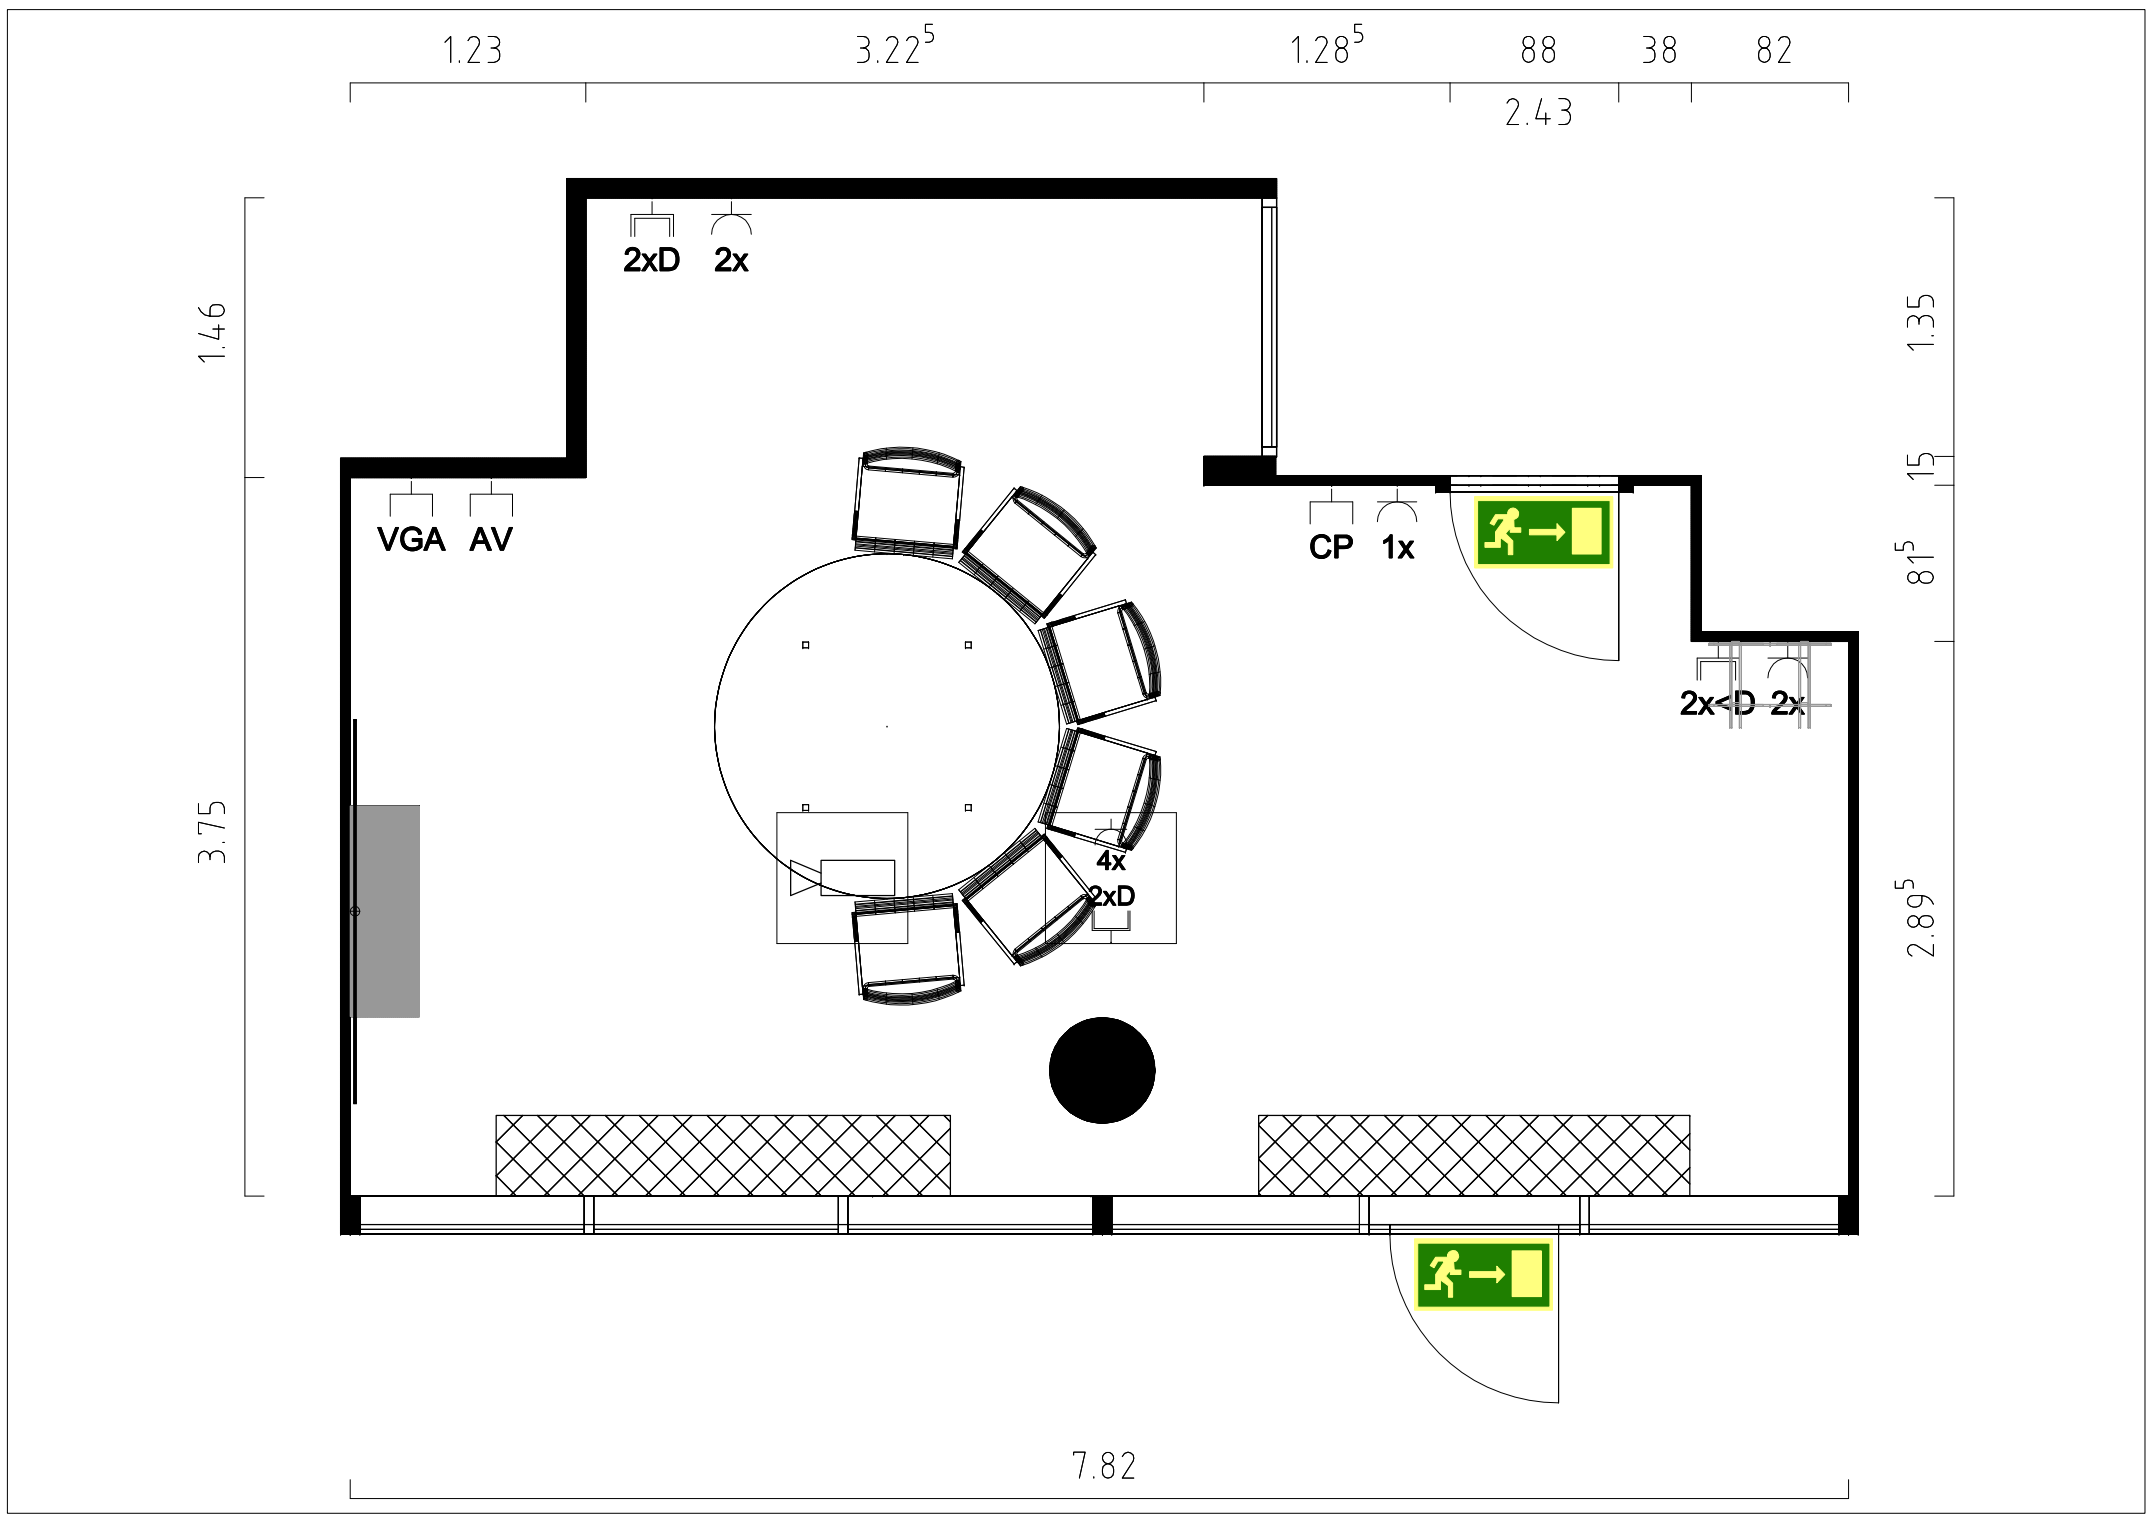 1.23 3.22⁵ 1.28⁵ 88 38 82
2.43
2xD 2x
1.46
1.35
15
VGA AV
CP 1x
81⁵
2x<D 2x
3.75
4x
2xD
2.89⁵
7.82